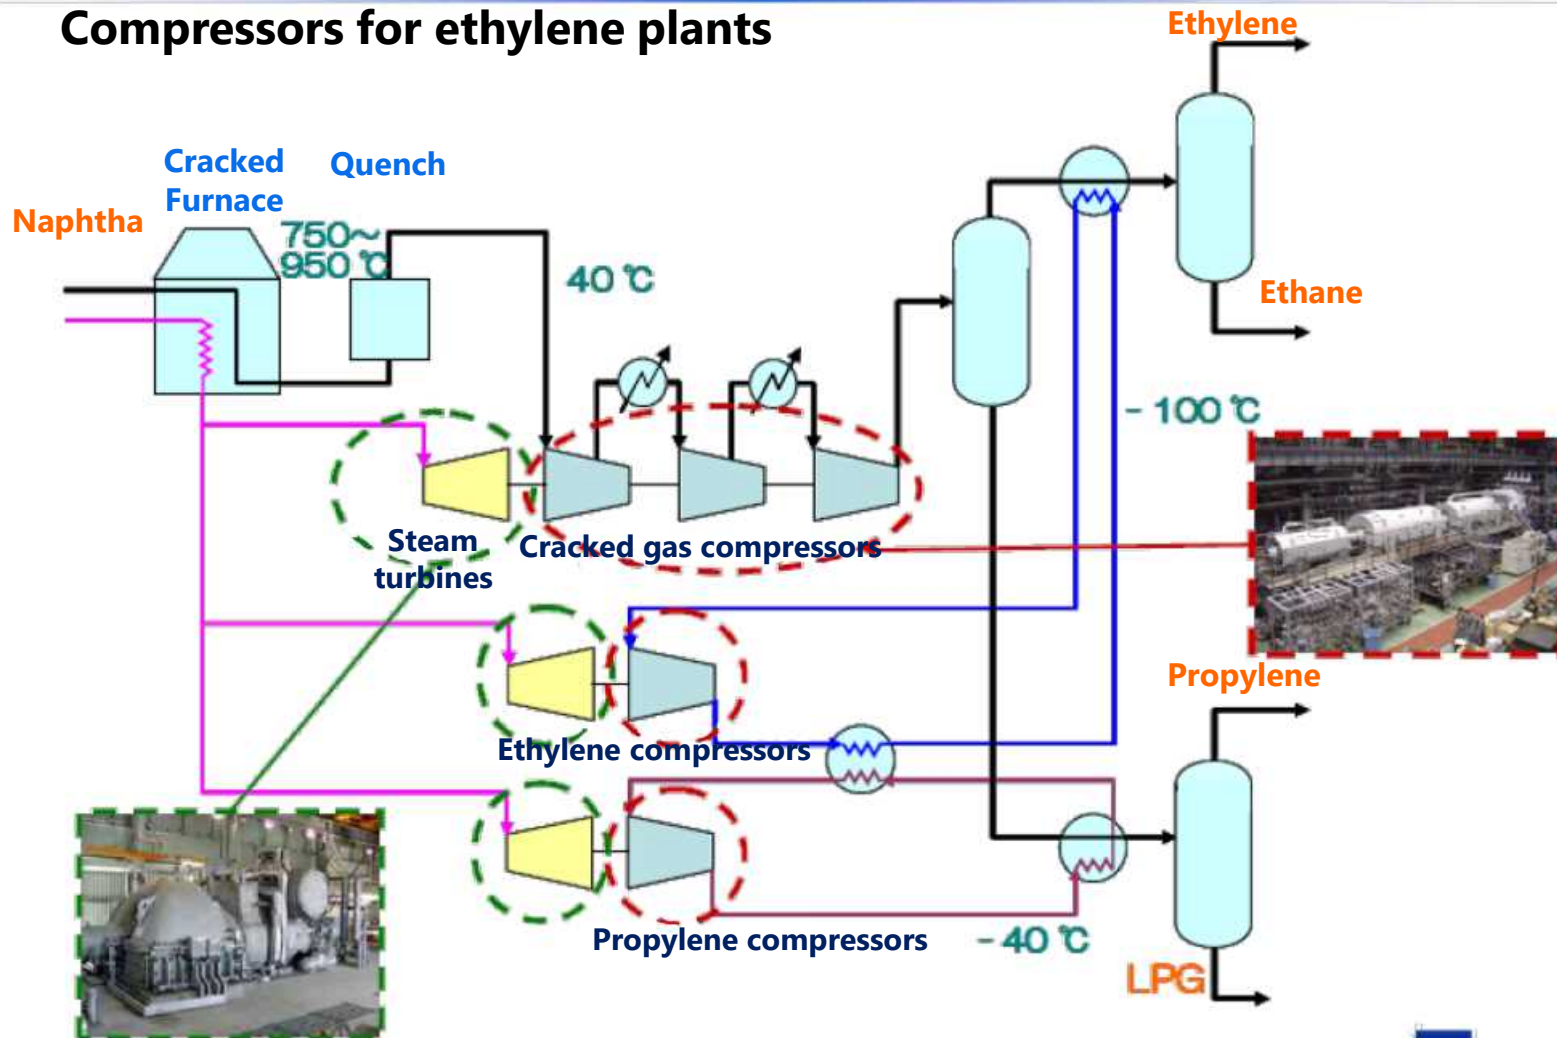 Compressors for ethylene plants
Ethylene
Cracked
Furnace
Quench
Naphtha
750~
950 ℃
40 ℃
Ethane
- 100 ℃
Steam
turbines
Cracked gas compressors
Propylene
Ethylene compressors
Propylene compressors
- 40 ℃
LPG